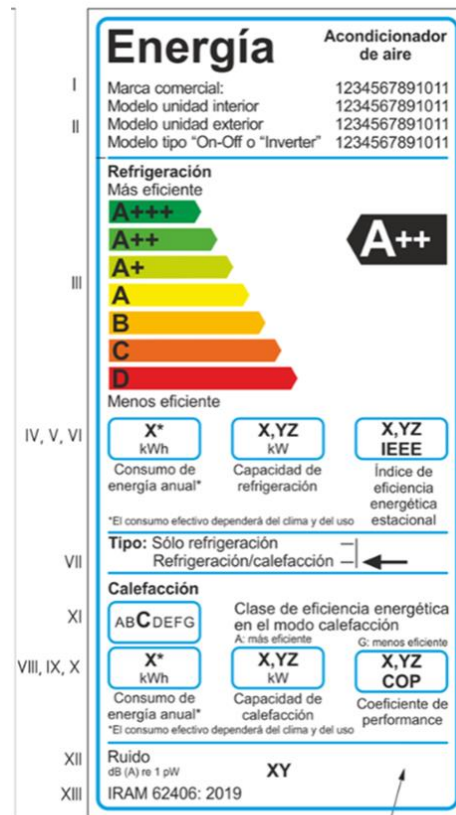 Energía
Acondicionador
de aire
I
Marca comercial: 1234567891011
Modelo unidad interior 1234567891011
II
Modelo unidad exterior 1234567891011
Modelo tipo “On-Off o “Inverter” 1234567891011
Refrigeración
Más eficiente
A+++
A++
A++
A+
III
A
B
C
D
Menos eficiente
IV, V, VI
X* X,YZ X,YZ
kWh kW IEEE
Consumo de Capacidad de Índice de
energía anual* refrigeración eficiencia
energética
*El consumo efectivo dependerá del clima y del uso estacional
Tipo: Sólo refrigeración
VII
Refrigeración/calefacción
Calefacción
XI
ABCDEFG
Clase de eficiencia energética
en el modo calefacción
A: más eficiente G: menos eficiente
VIII, IX, X
X* X,YZ X,YZ
kWh kW COP
Consumo de Capacidad de Coeficiente de
energía anual* calefacción performance
*El consumo efectivo dependerá del clima y del uso
XII
Ruido
dB (A) re 1 pW XY
XIII
IRAM 62406: 2019